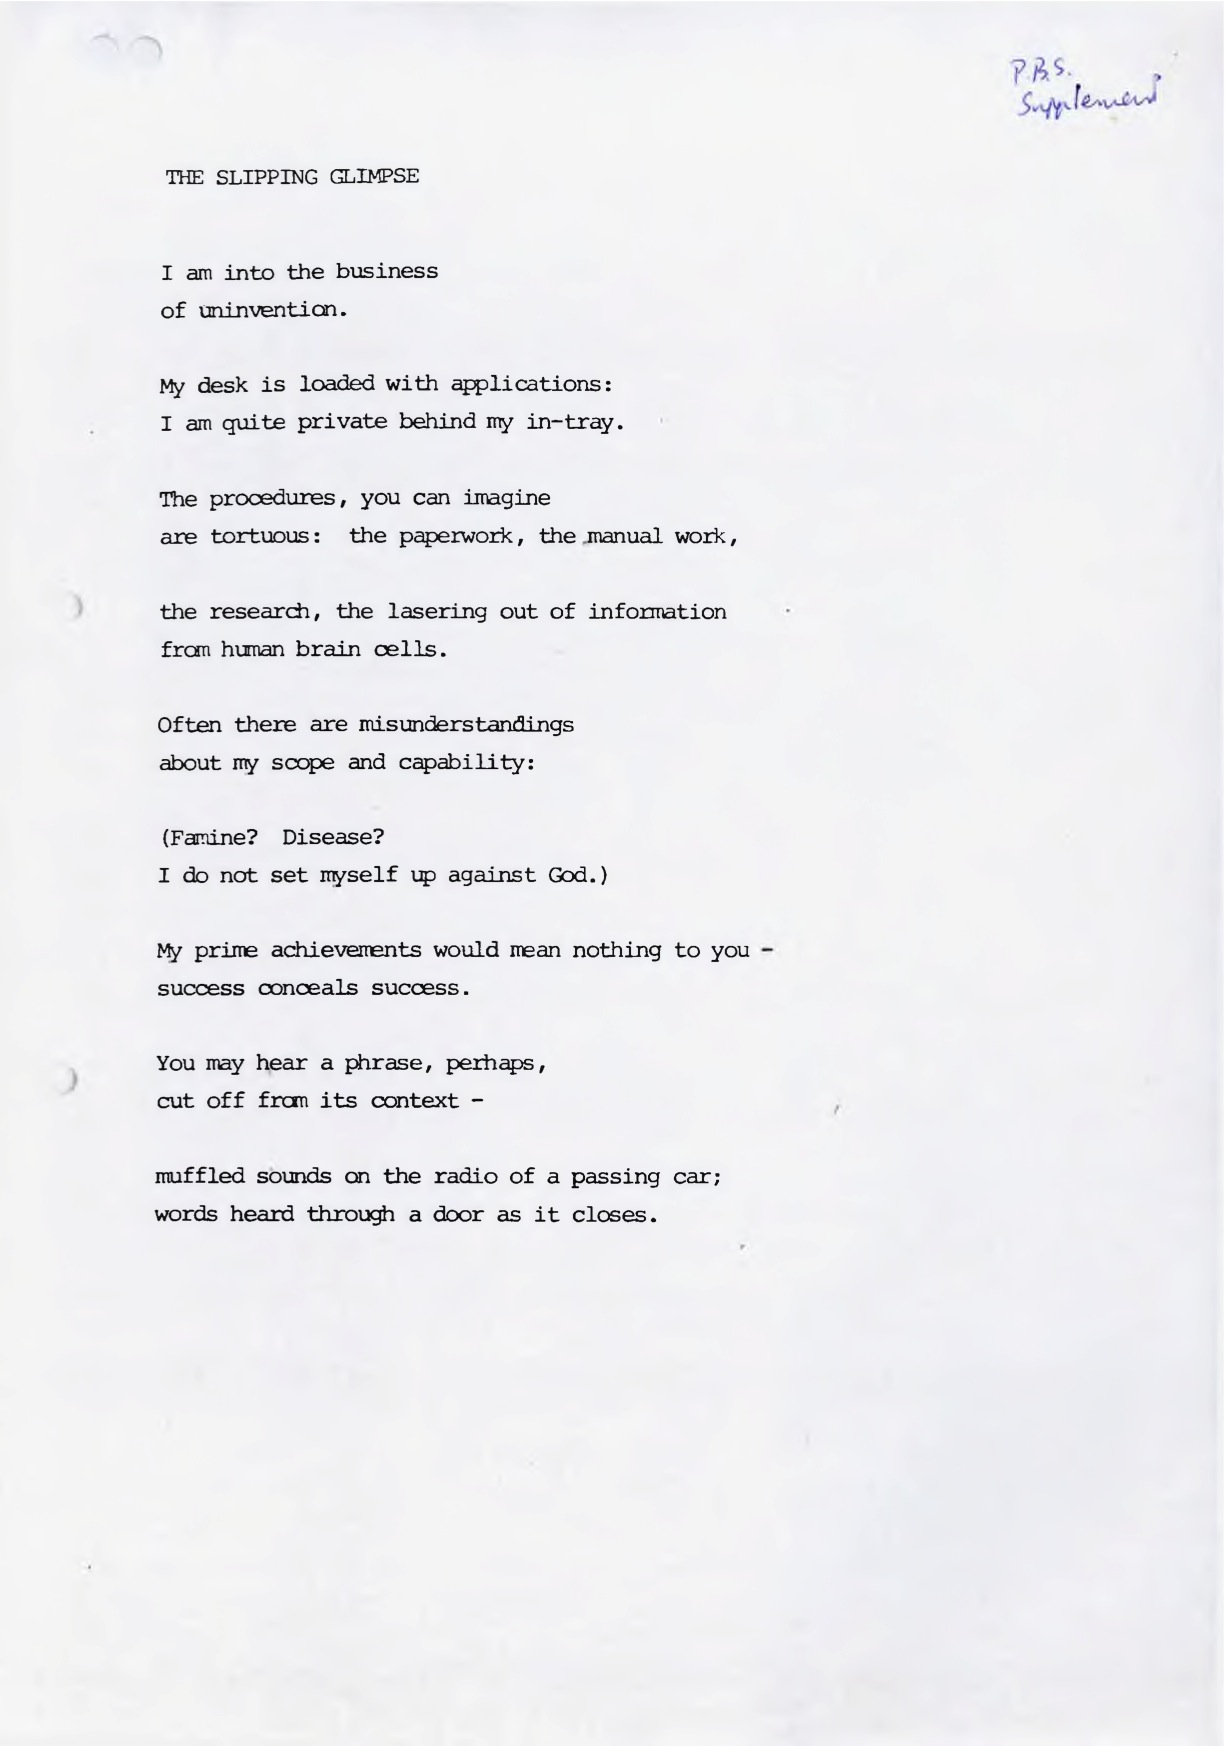 P.B.S.
Supplement
THE SLIPPING GLIMPSE
I am into the business
of uninvention.
My desk is loaded with applications:
I am quite private behind my in-tray.
The procedures, you can imagine
are tortuous: the paperwork, the manual work,
the research, the lasering out of information
from human brain cells.
Often there are misunderstandings
about my scope and capability:
(Famine? Disease?
I do not set myself up against God.)
My prime achievements would mean nothing to you -
success conceals success.
You may hear a phrase, perhaps,
cut off from its context -
muffled sounds on the radio of a passing car;
words heard through a door as it closes.